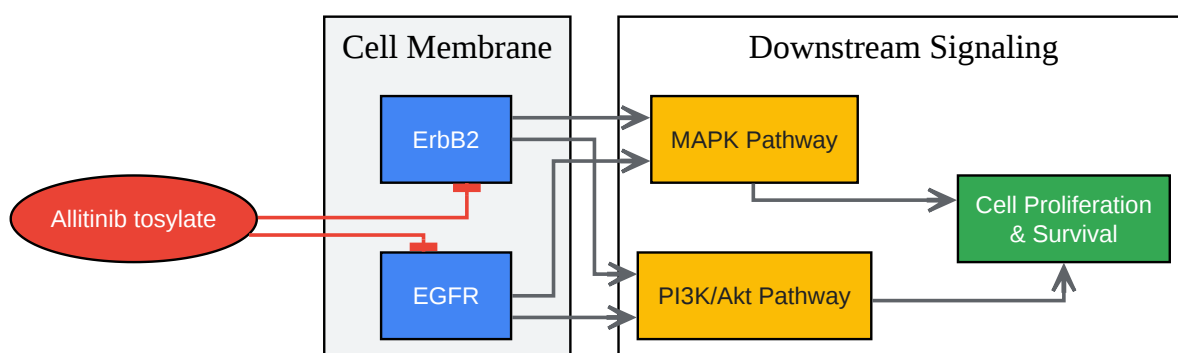 Cell Membrane
Downstream Signaling
ErbB2
MAPK Pathway
Allitinib tosylate
Cell Proliferation
& Survival
EGFR
PI3K/Akt Pathway